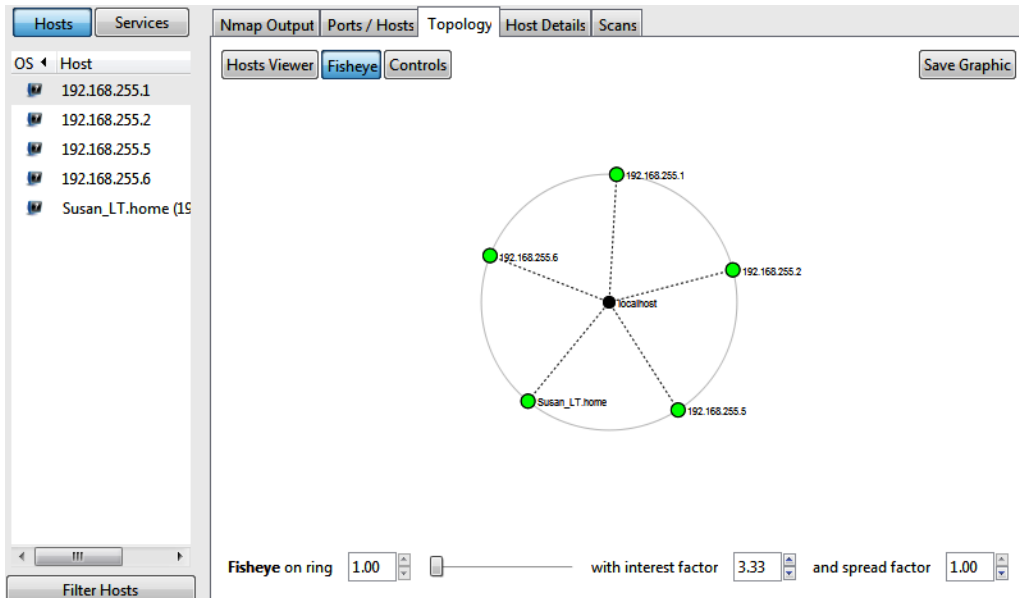 Hosts Services
Nmap Output Ports / Hosts Topology Host Details Scans
OS Host
Hosts Viewer Fisheye Controls Save Graphic
192.168.255.1
192.168.255.2
192.168.255.5
192.168.255.6
Susan_LT.home (19
192.168.255.1
192.168.255.6
192.168.255.2
localhost
Susan_LT.home
192.168.255.5
Fisheye on ring 1.00 with interest factor 3.33 and spread factor 1.00
Filter Hosts